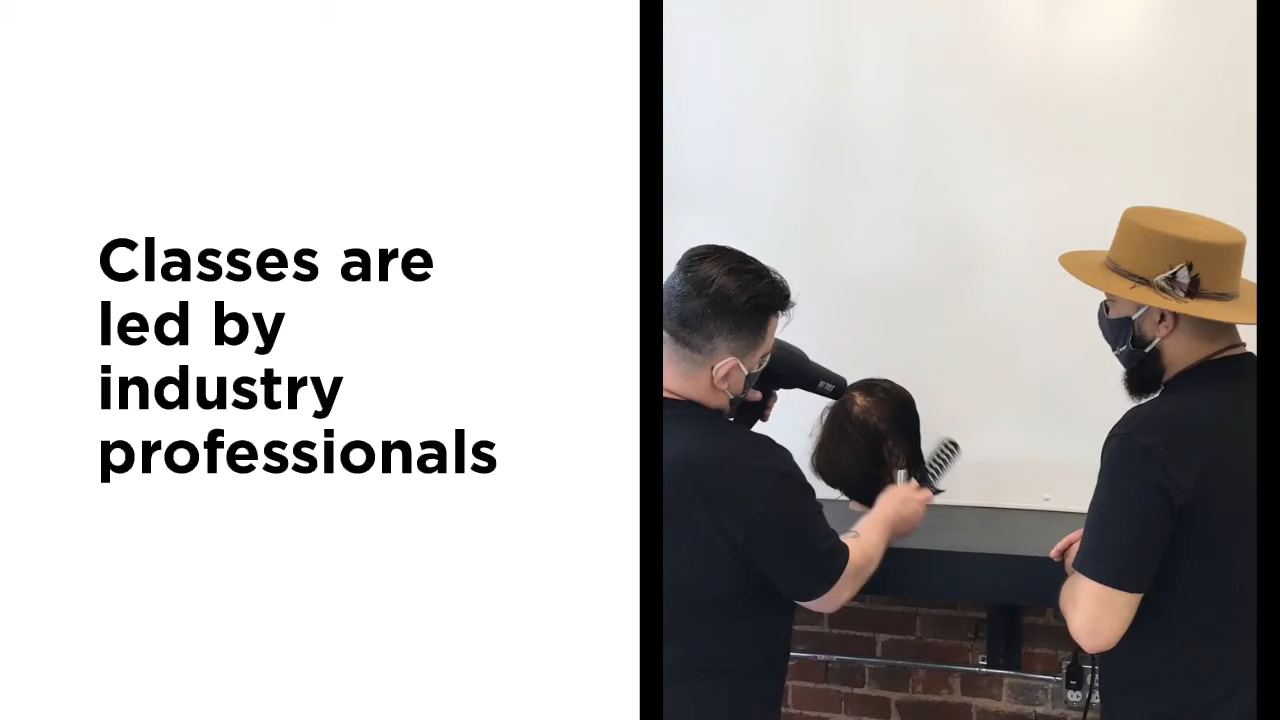 Classes are
led by
industry
professionals